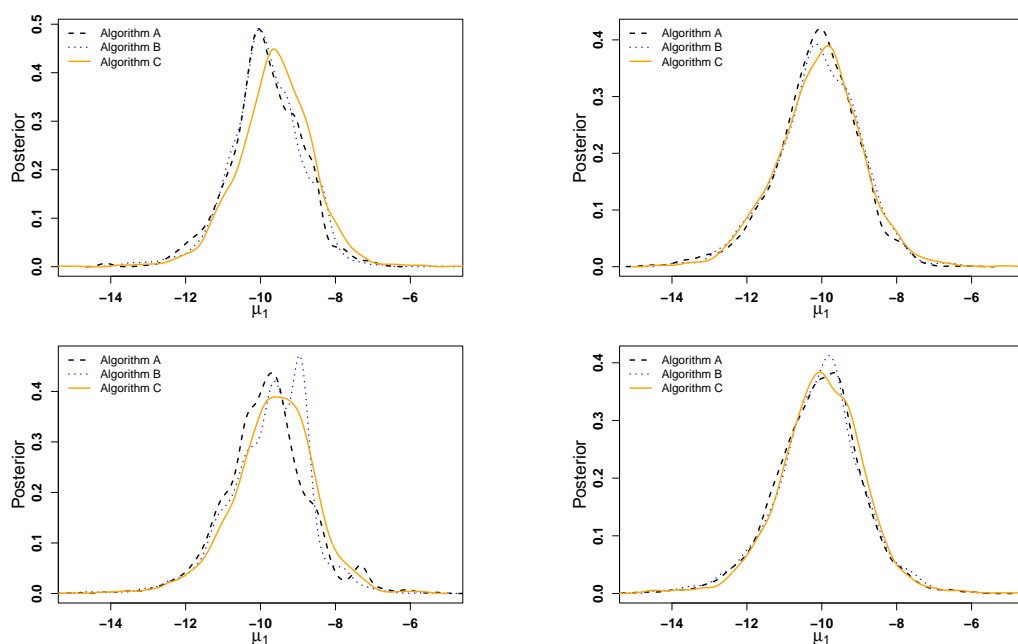 Algorithm A
Algorithm B
Algorithm C
Posterior
0.0 0.1 0.2 0.3 0.4 0.5
−14 −12 −10 −8 −6
μ1
Algorithm A
Algorithm B
Algorithm C
Posterior
0.0 0.1 0.2 0.3 0.4
−14 −12 −10 −8 −6
μ1
Algorithm A
Algorithm B
Algorithm C
Posterior
0.0 0.1 0.2 0.3 0.4
−14 −12 −10 −8 −6
μ1
Algorithm A
Algorithm B
Algorithm C
Posterior
0.0 0.1 0.2 0.3 0.4
−14 −12 −10 −8 −6
μ1